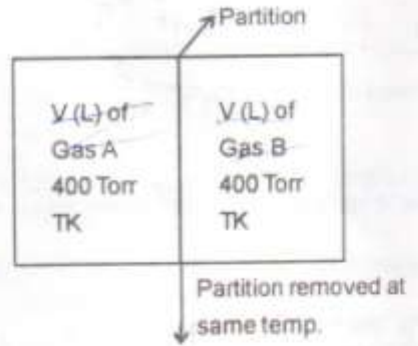 Partition
V (L) of
Gas A
400 Torr
TK
V (L) of
Gas B
400 Torr
TK
Partition removed at
same temp.